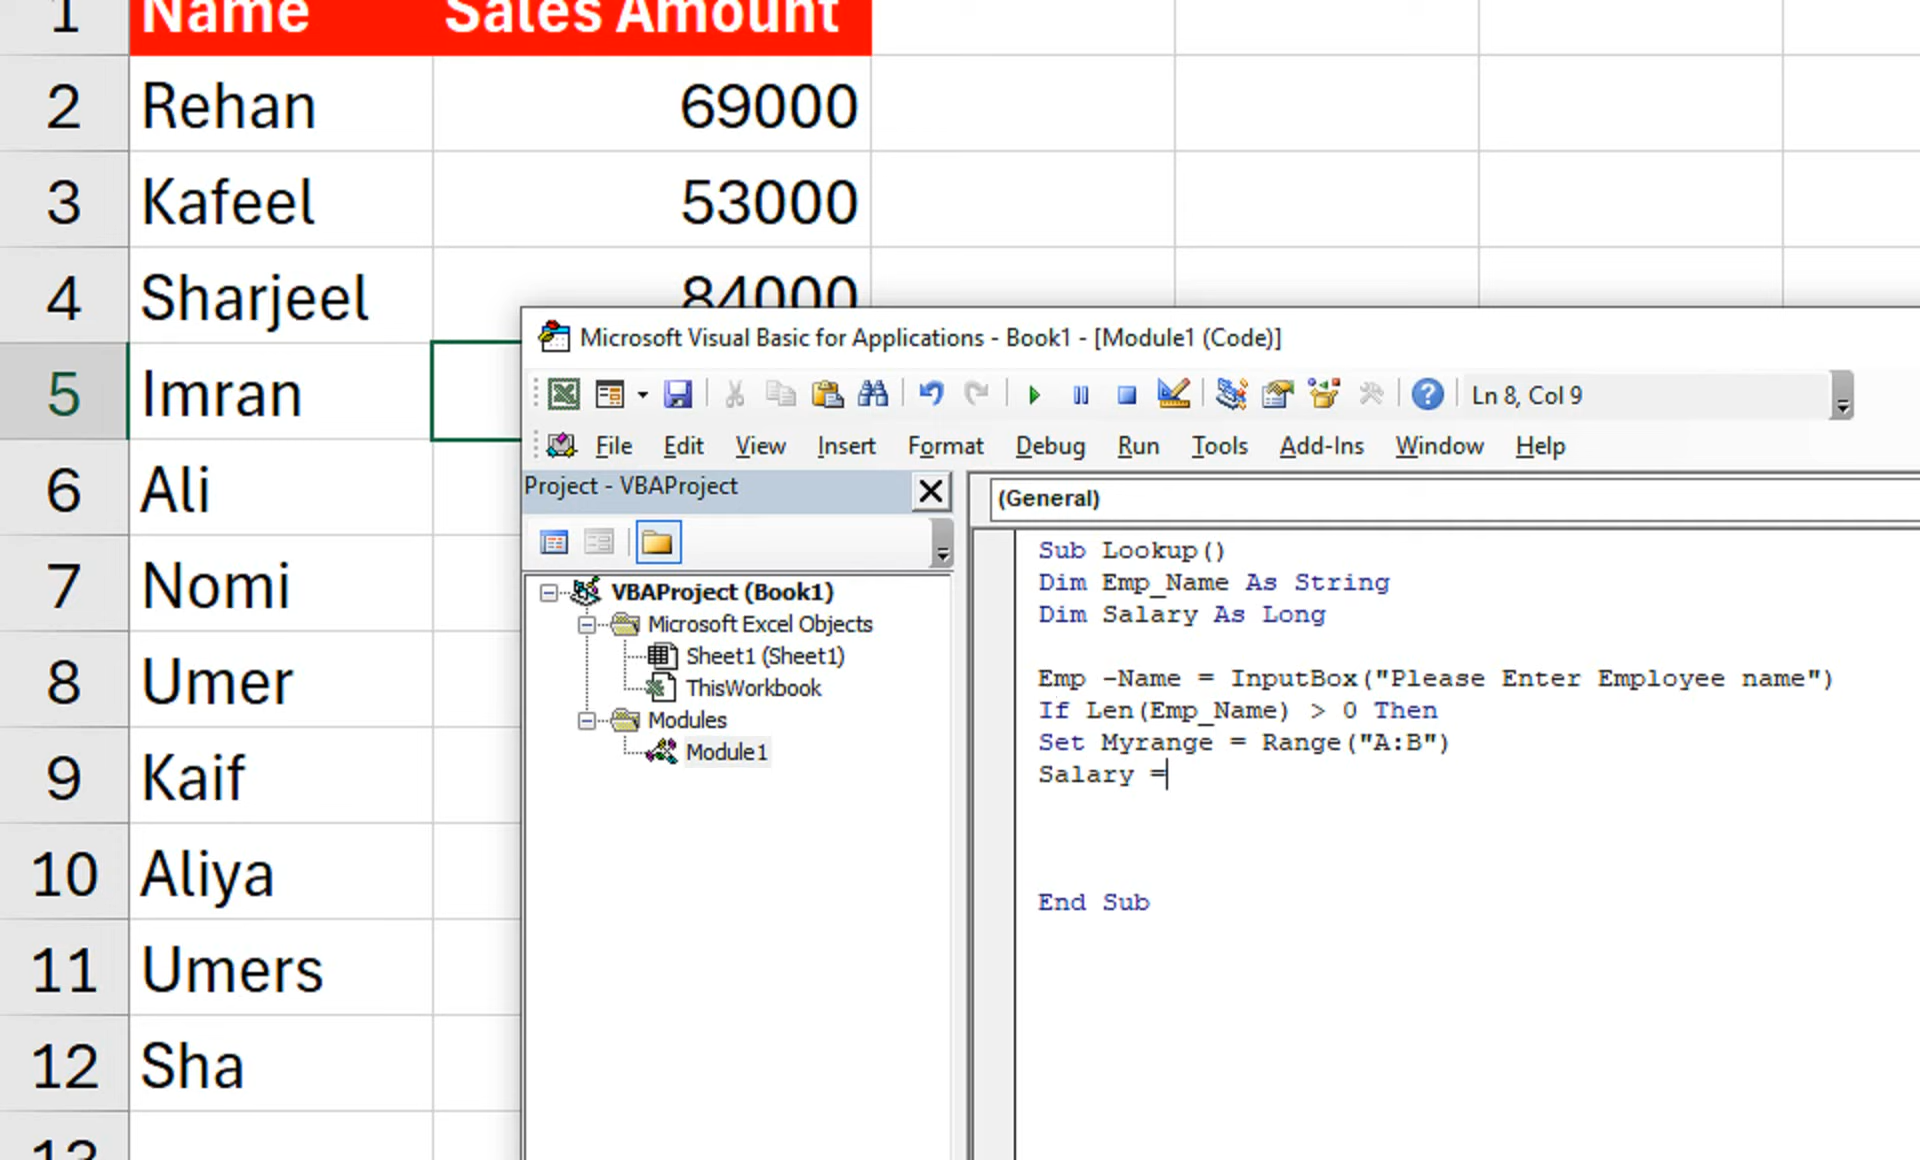 1 Name Sales Amount
2 Rehan 69000
3 Kafeel 53000
4 Sharjeel 84000
5 Imran
6 Ali
7 Nomi
8 Umer
9 Kaif
10 Aliya
11 Umers
12 Sha
13
Microsoft Visual Basic for Applications - Book1 - [Module1 (Code)]
Ln 8, Col 9
File Edit View Insert Format Debug Run Tools Add-Ins Window Help
Project - VBAProject
VBAProject (Book1)
Microsoft Excel Objects
Sheet1 (Sheet1)
ThisWorkbook
Modules
Module1
(General)
Sub Lookup()
Dim Emp_Name As String
Dim Salary As Long
Emp -Name = InputBox("Please Enter Employee name")
If Len(Emp_Name) > 0 Then
Set Myrange = Range("A:B")
Salary =
End Sub